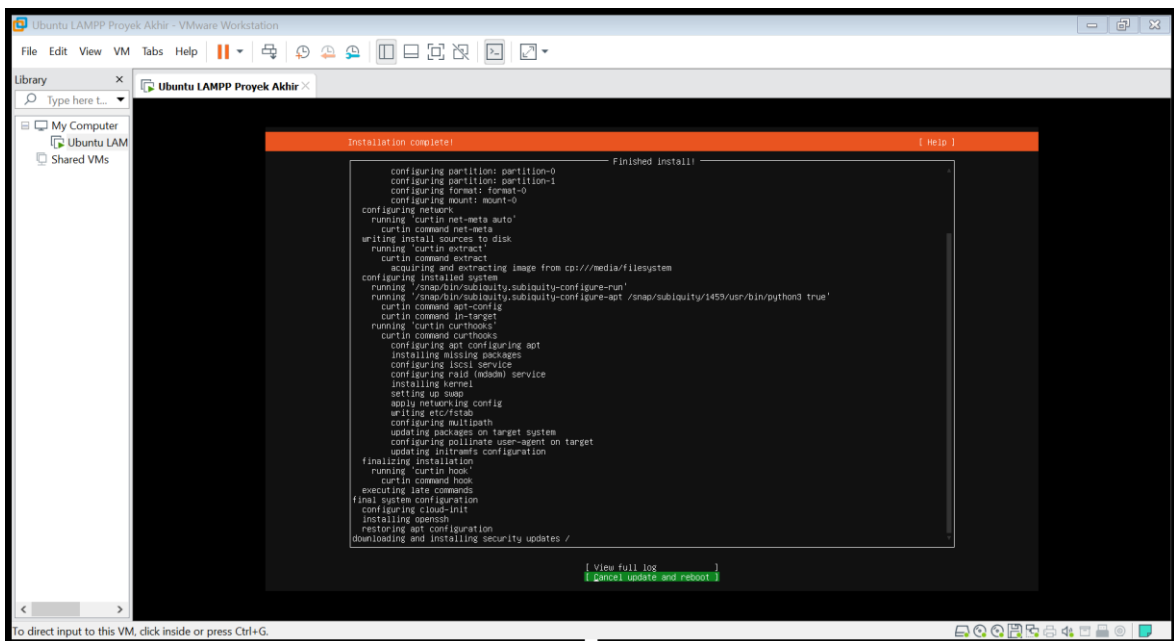 Ubuntu LAMPP Proyek Akhir - VMware Workstation
File Edit View VM Tabs Help
Library
Type here t...
My Computer
Ubuntu LAM
Shared VMs
Ubuntu LAMPP Proyek Akhir
Installation complete! [ Help ]
Finished install!
configuring partition: partition-0
configuring partition: partition-1
configuring format: format-0
configuring mount: mount-0
configuring network
running 'curtin net-meta auto'
curtin command net-meta
writing install sources to disk
running 'curtin extract'
curtin command extract
acquiring and extracting image from cp:///media/filesystem
configuring installed system
running '/snap/bin/subiquity.subiquity-configure-run'
running '/snap/bin/subiquity.subiquity-configure-apt /snap/subiquity/1459/usr/bin/python3 true'
curtin command apt-config
curtin command in-target
running 'curtin curthooks'
curtin command curthooks
configuring apt configuring apt
installing missing packages
configuring iscsi service
configuring raid (mdadm) service
installing kernel
setting up swap
apply networking config
writing etc/fstab
configuring multipath
updating packages on target system
configuring pollinate user-agent on target
updating initramfs configuration
finalizing installation
running 'curtin hook'
curtin command hook
executing late commands
final system configuration
configuring cloud-init
installing openssh
restoring apt configuration
downloading and installing security updates /
[ View full log ]
[ Cancel update and reboot ]
To direct input to this VM, click inside or press Ctrl+G.